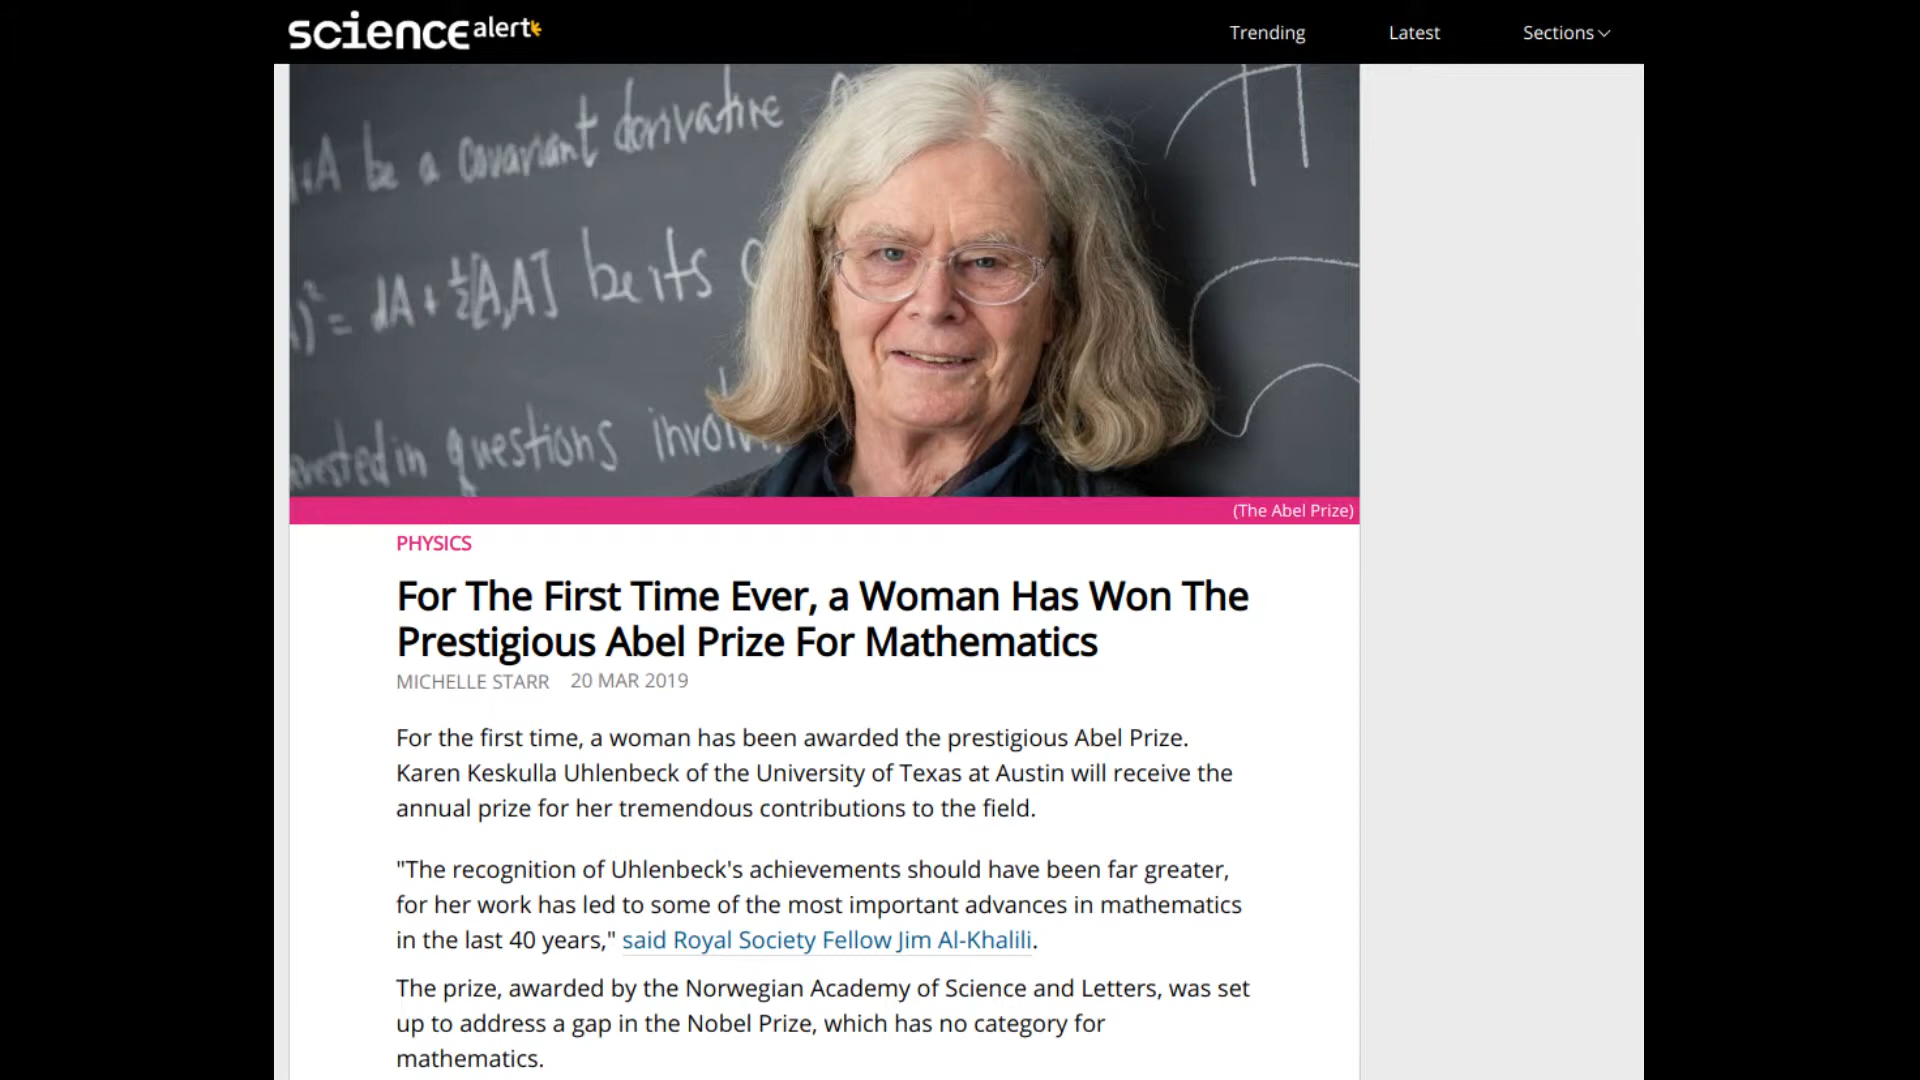 science alert
Trending
Latest
Sections
be a covariant derivative
= dA + ½[A,A] be its
questions
(The Abel Prize)
PHYSICS
For The First Time Ever, a Woman Has Won The
Prestigious Abel Prize For Mathematics
MICHELLE STARR 20 MAR 2019
For the first time, a woman has been awarded the prestigious Abel Prize.
Karen Keskulla Uhlenbeck of the University of Texas at Austin will receive the
annual prize for her tremendous contributions to the field.
"The recognition of Uhlenbeck's achievements should have been far greater,
for her work has led to some of the most important advances in mathematics
in the last 40 years," said Royal Society Fellow Jim Al-Khalili.
The prize, awarded by the Norwegian Academy of Science and Letters, was set
up to address a gap in the Nobel Prize, which has no category for
mathematics.